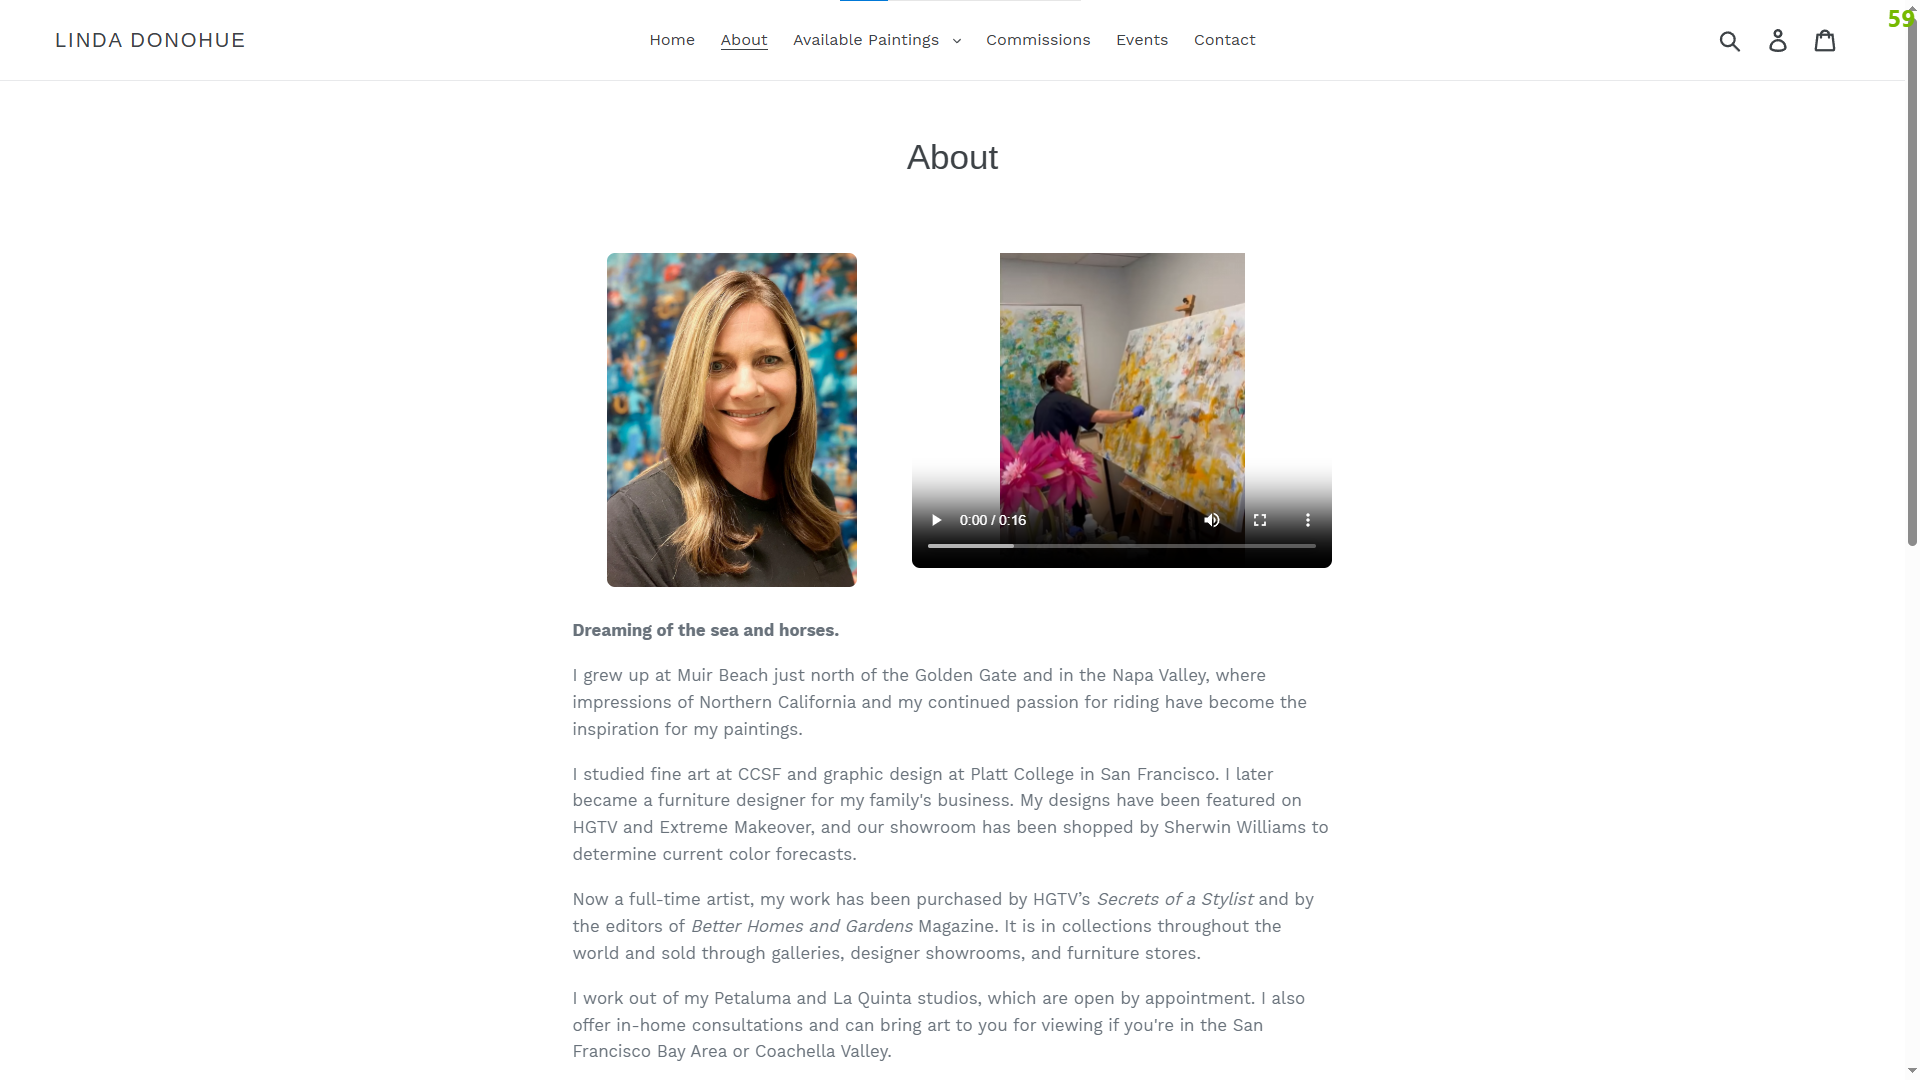 59
LINDA DONOHUE
Home About Available Paintings Commissions Events Contact
About
0:00 / 0:16
Dreaming of the sea and horses.
I grew up at Muir Beach just north of the Golden Gate and in the Napa Valley, where
impressions of Northern California and my continued passion for riding have become the
inspiration for my paintings.
I studied fine art at CCSF and graphic design at Platt College in San Francisco. I later
became a furniture designer for my family's business. My designs have been featured on
HGTV and Extreme Makeover, and our showroom has been shopped by Sherwin Williams to
determine current color forecasts.
Now a full-time artist, my work has been purchased by HGTV’s Secrets of a Stylist and by
the editors of Better Homes and Gardens Magazine. It is in collections throughout the
world and sold through galleries, designer showrooms, and furniture stores.
I work out of my Petaluma and La Quinta studios, which are open by appointment. I also
offer in-home consultations and can bring art to you for viewing if you're in the San
Francisco Bay Area or Coachella Valley.